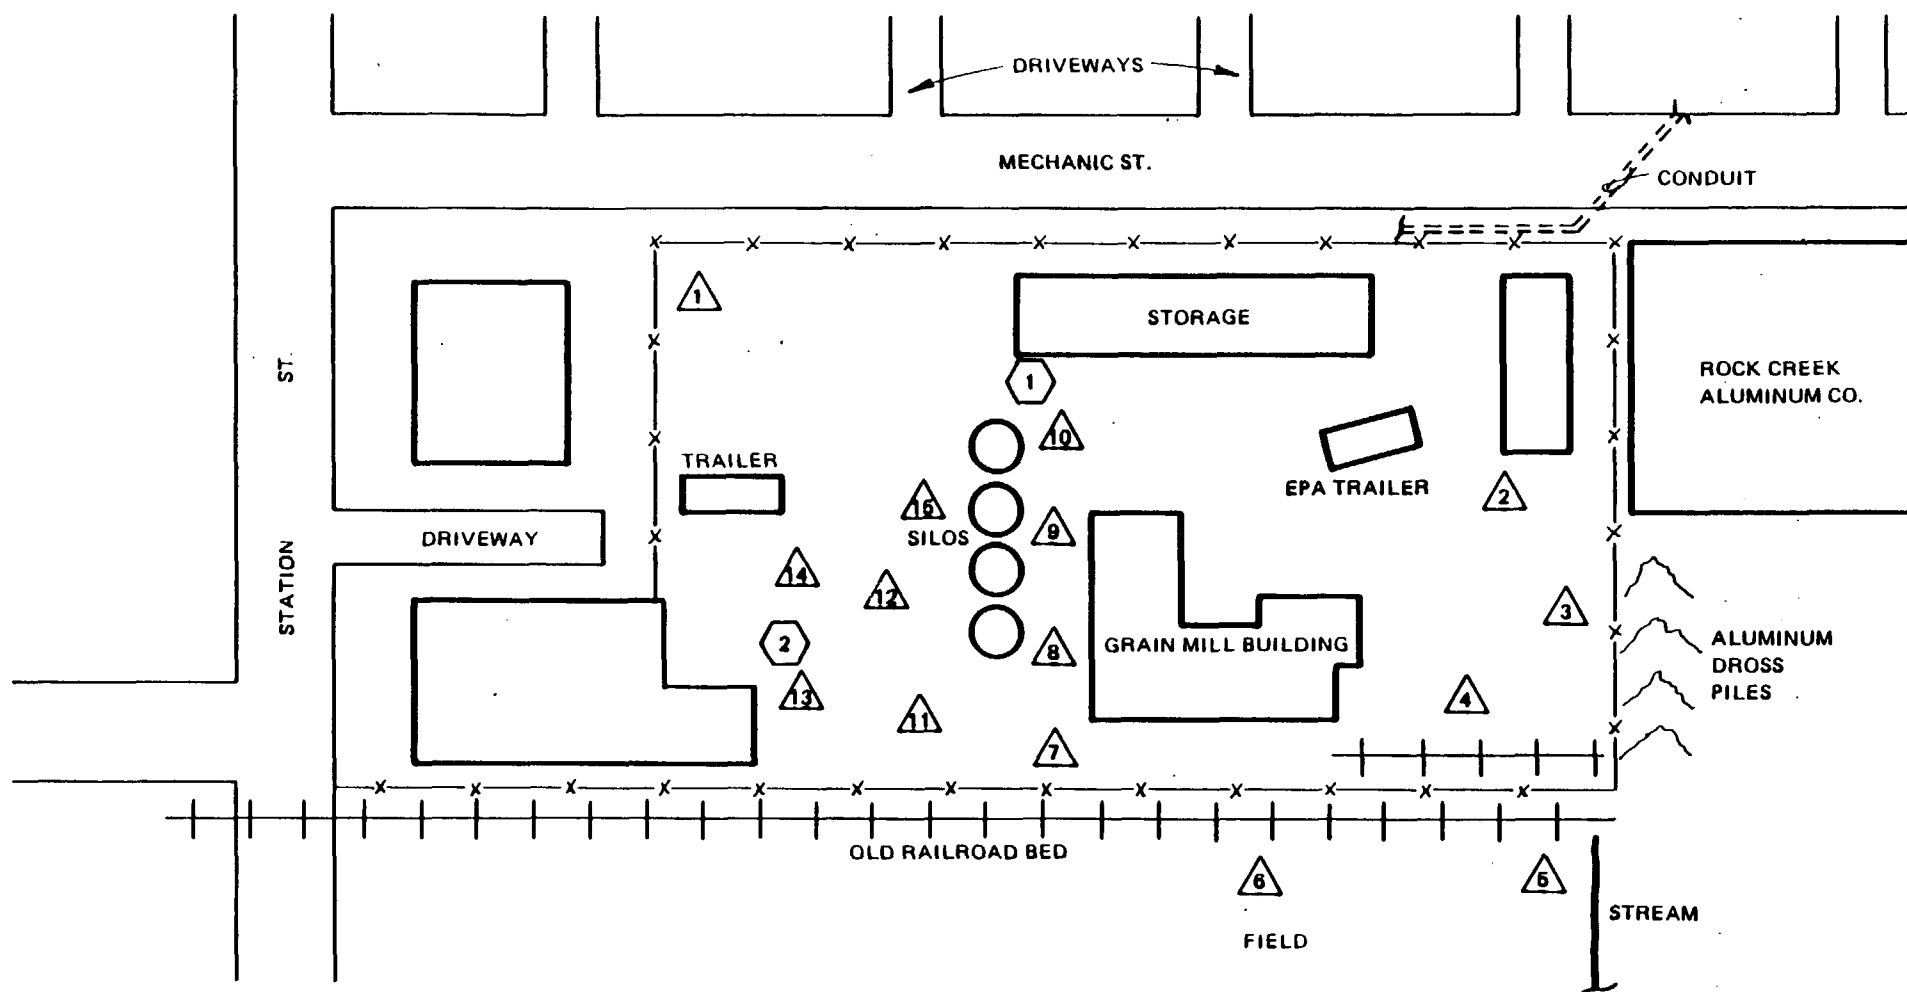 DRIVEWAYS
MECHANIC ST.
CONDUIT
1
STORAGE
ROCK CREEK
ALUMINUM CO.
ST.
1
10
TRAILER
EPA TRAILER
2
15
SILOS
9
DRIVEWAY
14
12
3
STATION
2
8
GRAIN MILL BUILDING
ALUMINUM
DROSS
PILES
13
11
4
7
OLD RAILROAD BED
6
5
STREAM
FIELD